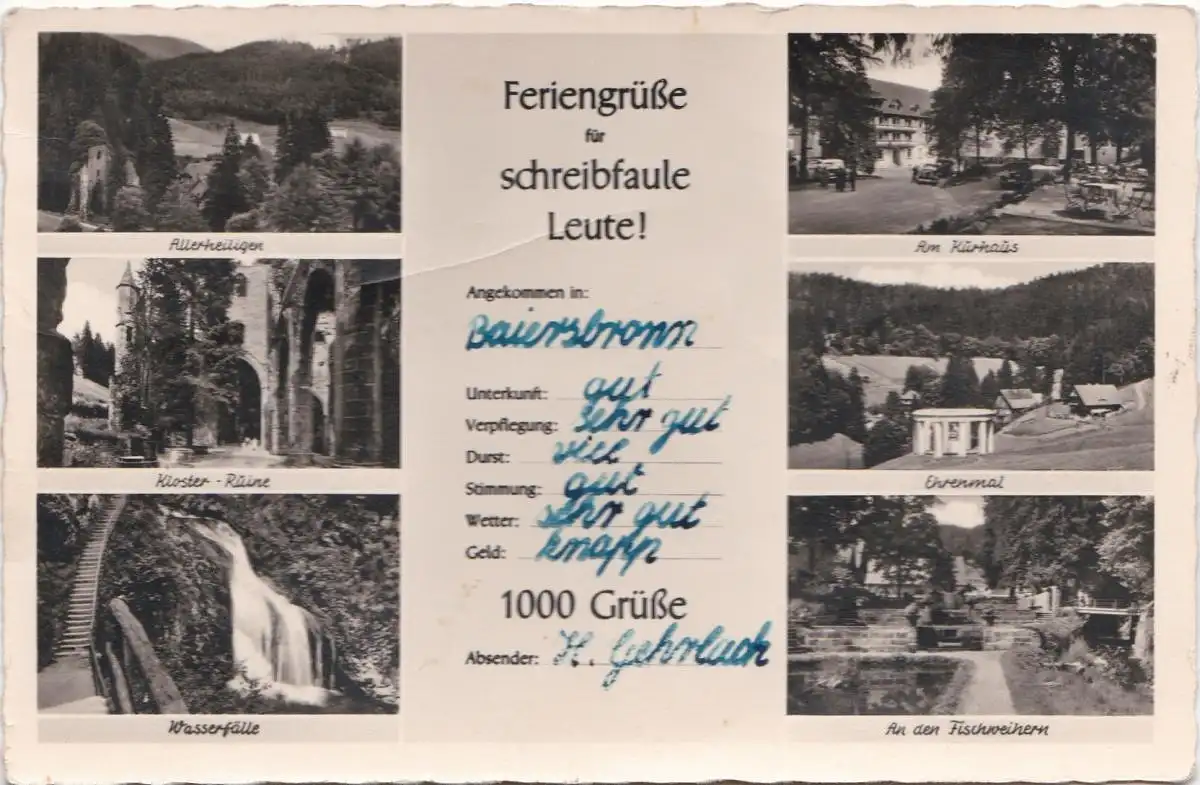 Feriengrüße
für
schreibfaule
Leute!
Angekommen in:
Baiersbronn
Unterkunft: gut
Verpflegung: sehr gut
Durst: viel
Stimmung: gut
Wetter: sehr gut
Geld: knapp
1000 Grüße
Absender: H. Gehrlach
Allerheiligen
Kloster-Ruine
Wasserfälle
Am Kurhaus
Ehrenmal
An den Fischweihern